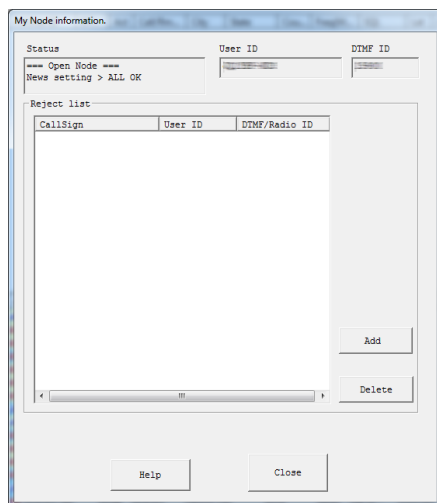 My Node information.
Status
User ID
DTMF ID
=== Open Node ===
News setting > ALL OK
Reject list
CallSign
User ID
DTMF/Radio ID
Add
Delete
Help
Close